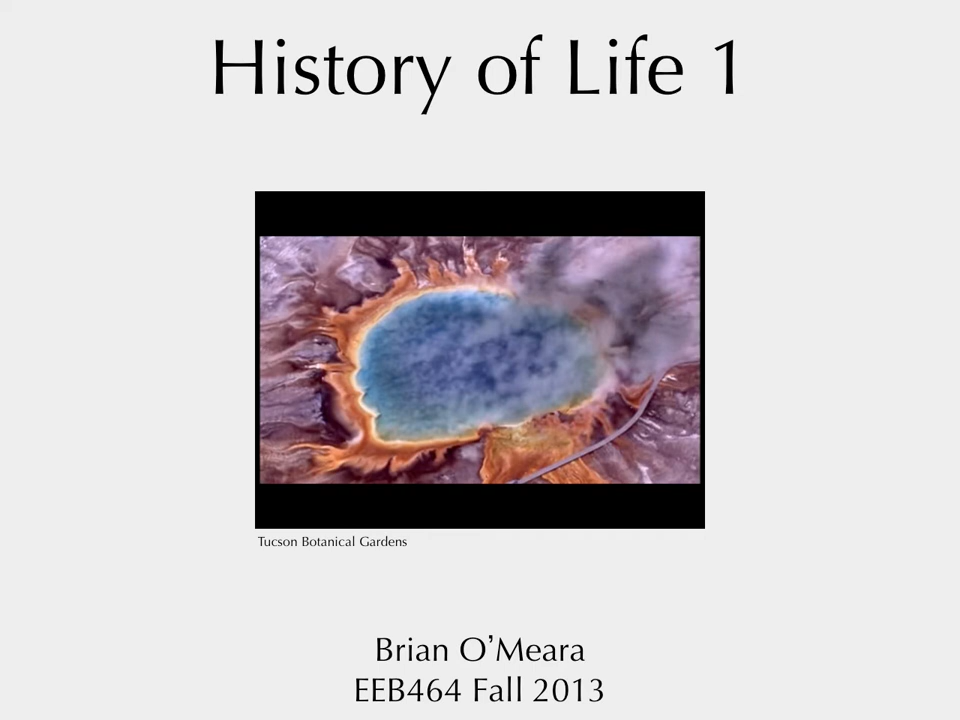 History of Life 1
Tucson Botanical Gardens
Brian O’Meara
EEB464 Fall 2013